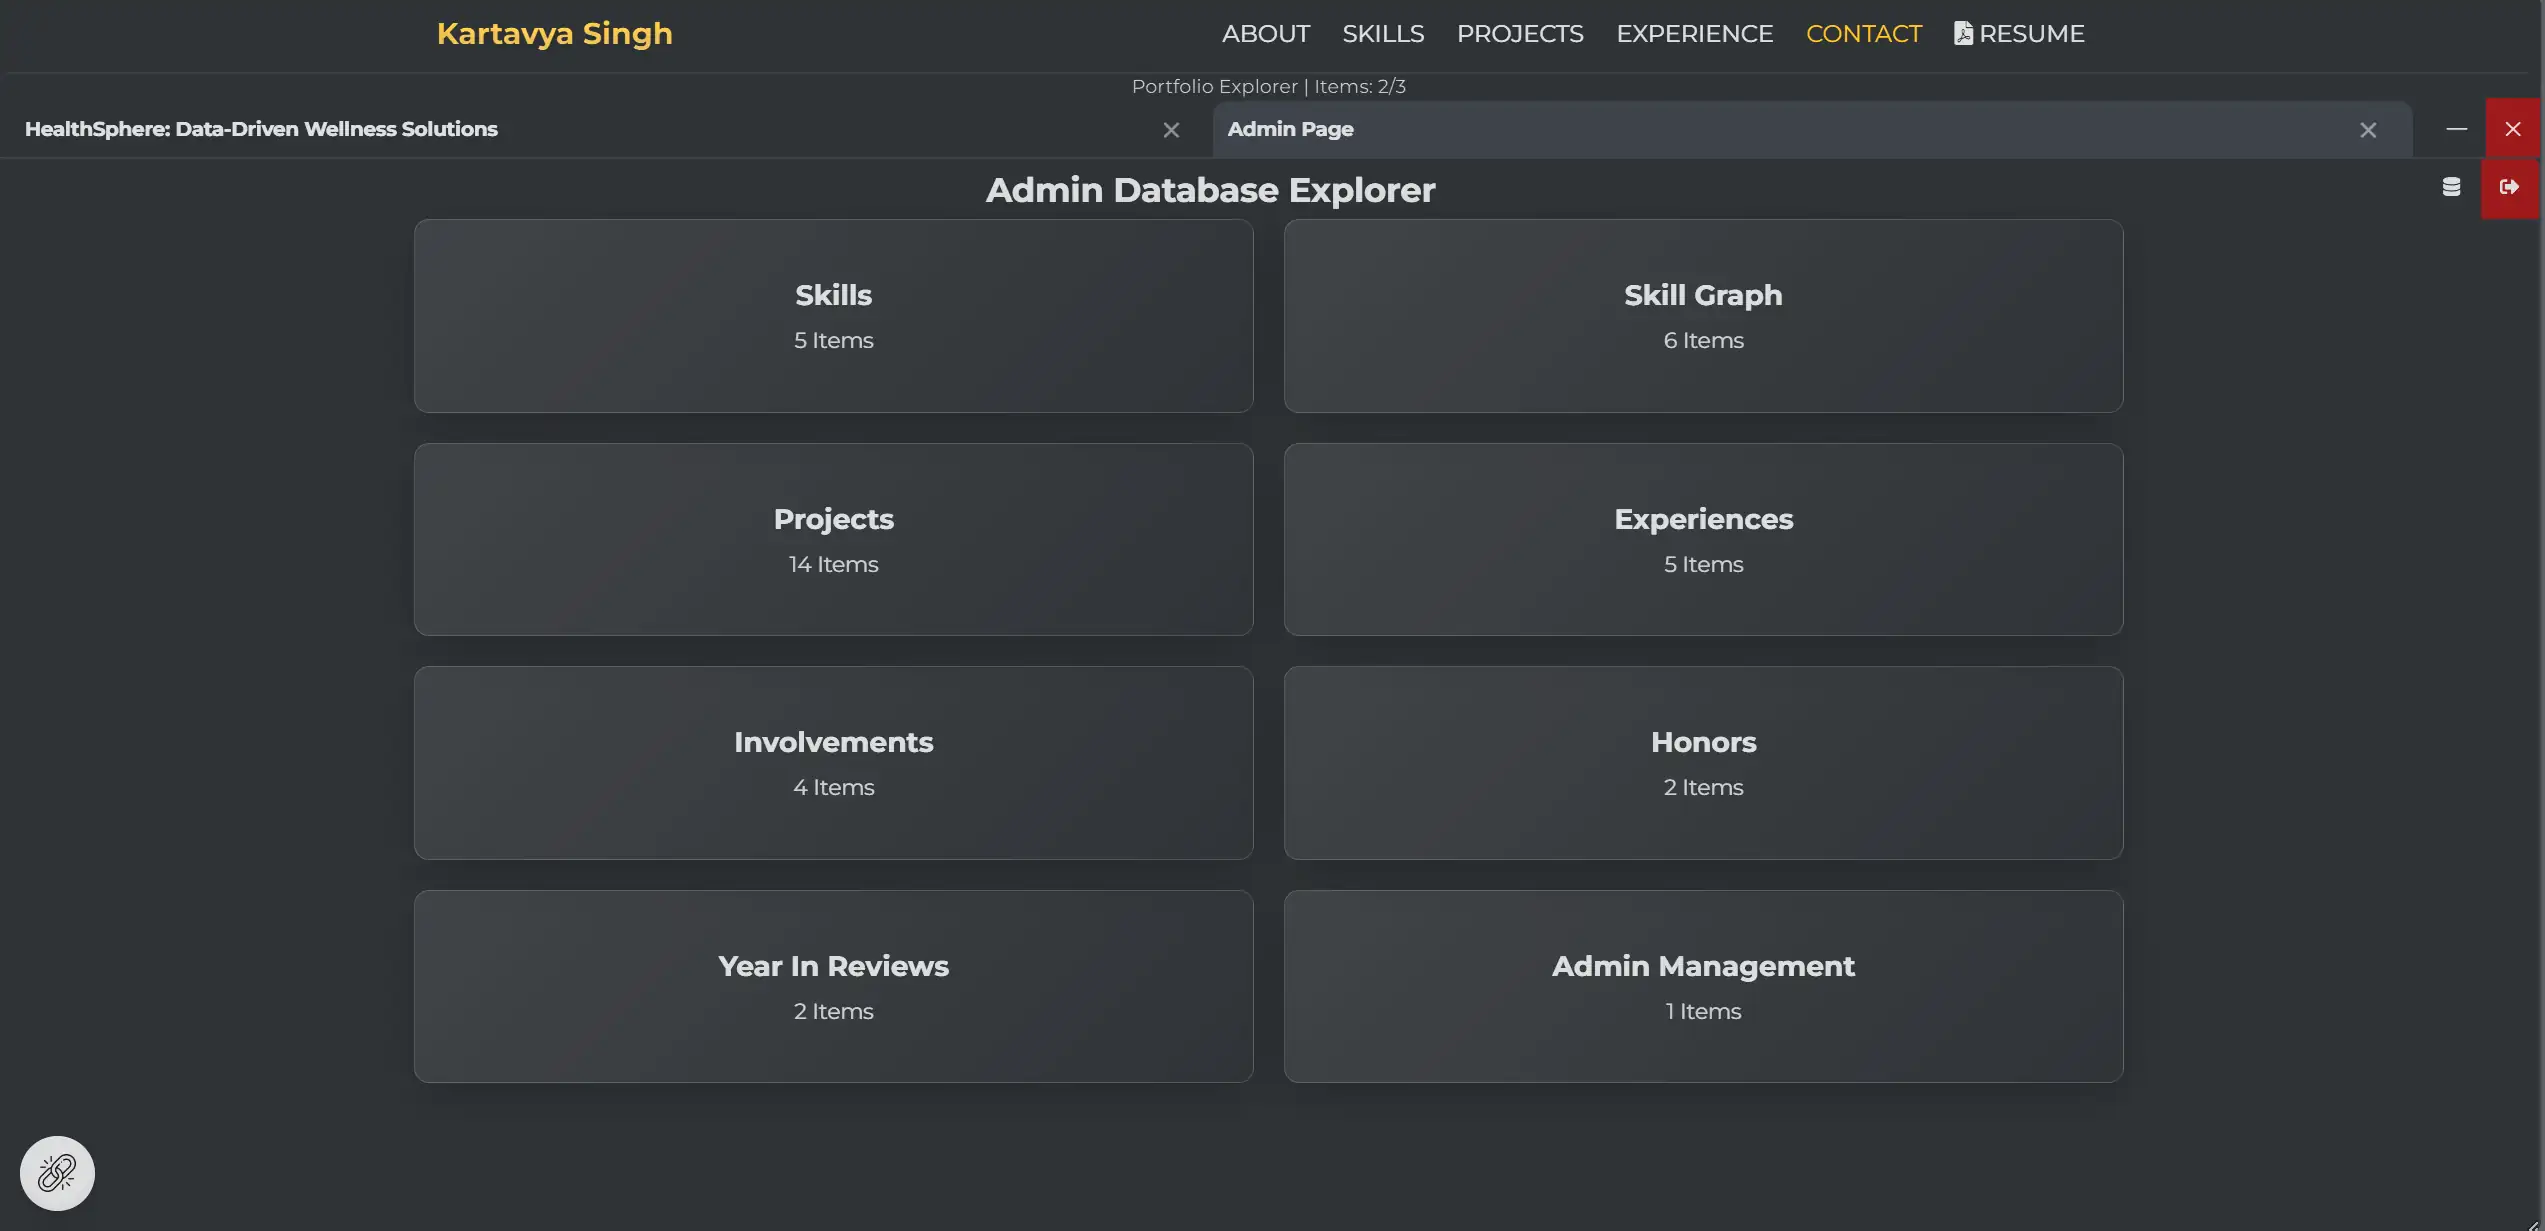 Kartavya Singh
ABOUT SKILLS PROJECTS EXPERIENCE CONTACT RESUME
Portfolio Explorer | Items: 2/3
HealthSphere: Data-Driven Wellness Solutions
Admin Page
Admin Database Explorer
Skills
5 Items
Skill Graph
6 Items
Projects
14 Items
Experiences
5 Items
Involvements
4 Items
Honors
2 Items
Year In Reviews
2 Items
Admin Management
1 Items